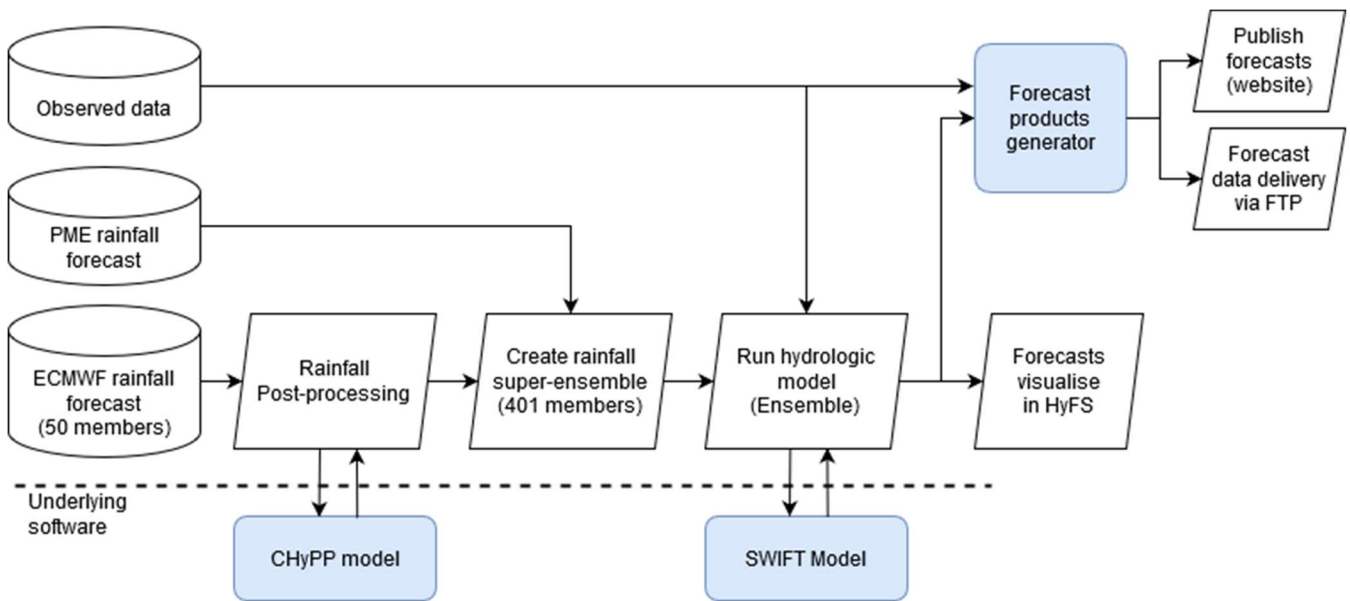 Observed data
Forecast
products
generator
Publish
forecasts
(website)
Forecast
data delivery
via FTP
PME rainfall
forecast
ECMWF rainfall
forecast
(50 members)
Rainfall
Post-processing
Create rainfall
super-ensemble
(401 members)
Run hydrologic
model
(Ensemble)
Forecasts
visualise
in HyFS
Underlying
software
CHyPP model
SWIFT Model